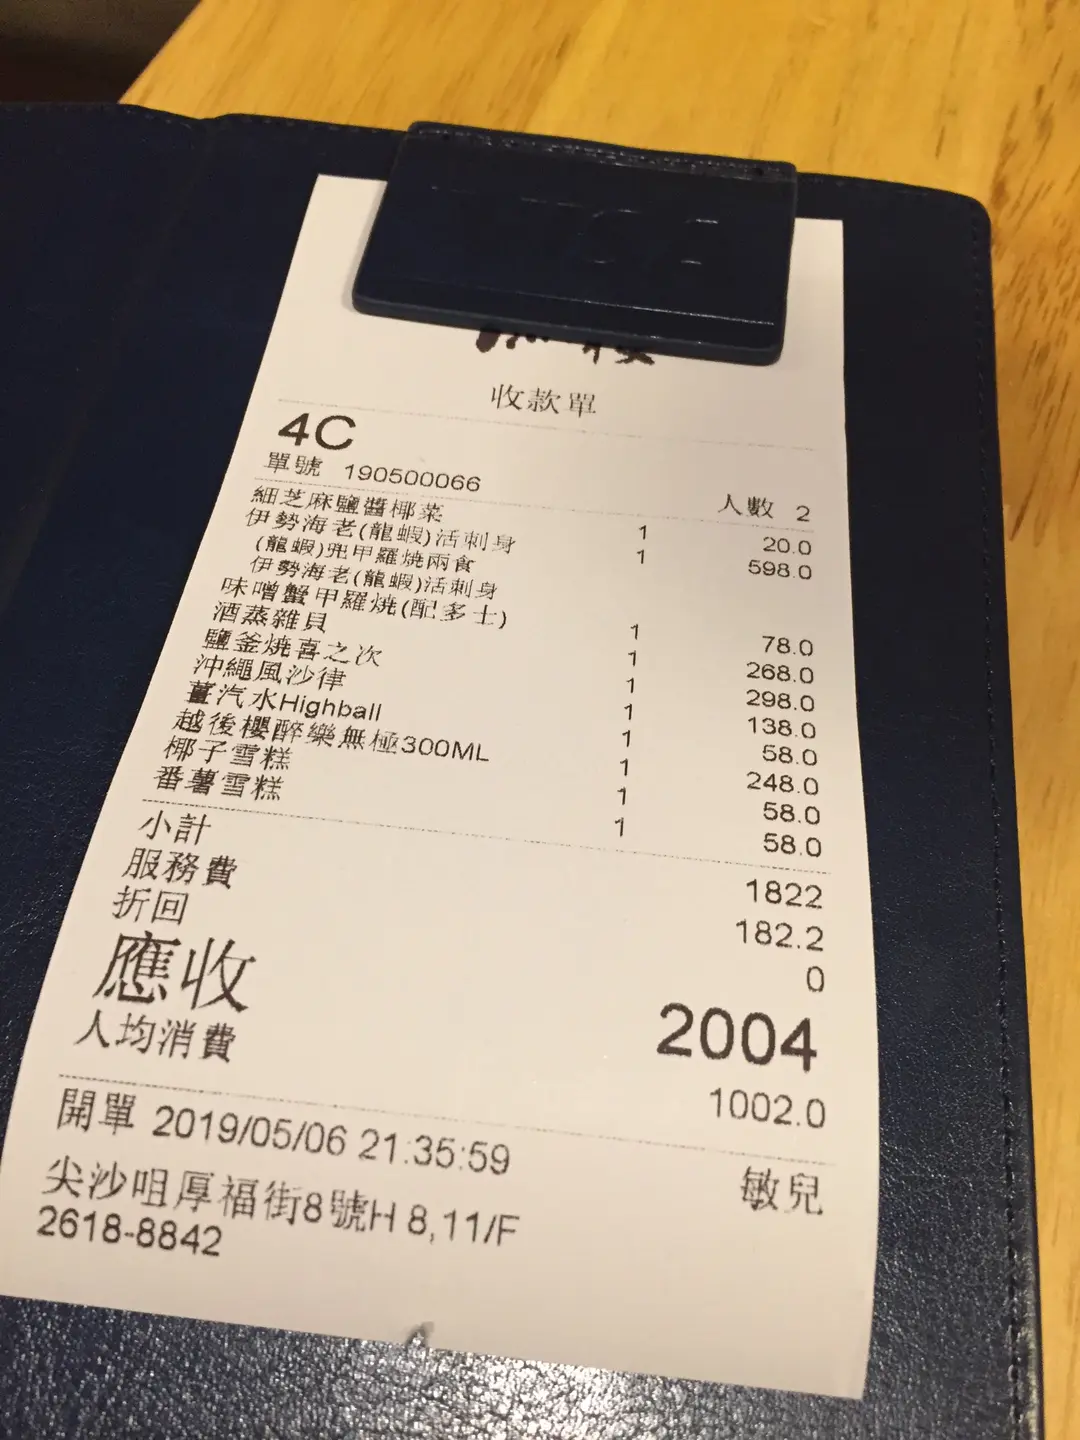 收款單
4C
單號 190500066 人數 2
細芝麻鹽醬椰菜 1 20.0
伊勢海老(龍蝦)活刺身 1 598.0
(龍蝦)兜甲羅燒兩食
伊勢海老(龍蝦)活刺身
味噌蟹甲羅燒(配多士) 1 78.0
酒蒸雜貝 1 268.0
鹽釜燒喜之次 1 298.0
沖繩風沙律 1 138.0
薑汽水Highball 1 58.0
越後櫻醉樂無極300ML 1 248.0
椰子雪糕 1 58.0
番薯雪糕 1 58.0
小計 1822
服務費 182.2
折回 0
應收 2004
人均消費 1002.0
開單 2019/05/06 21:35:59 敏兒
尖沙咀厚福街8號H 8,11/F
2618-8842